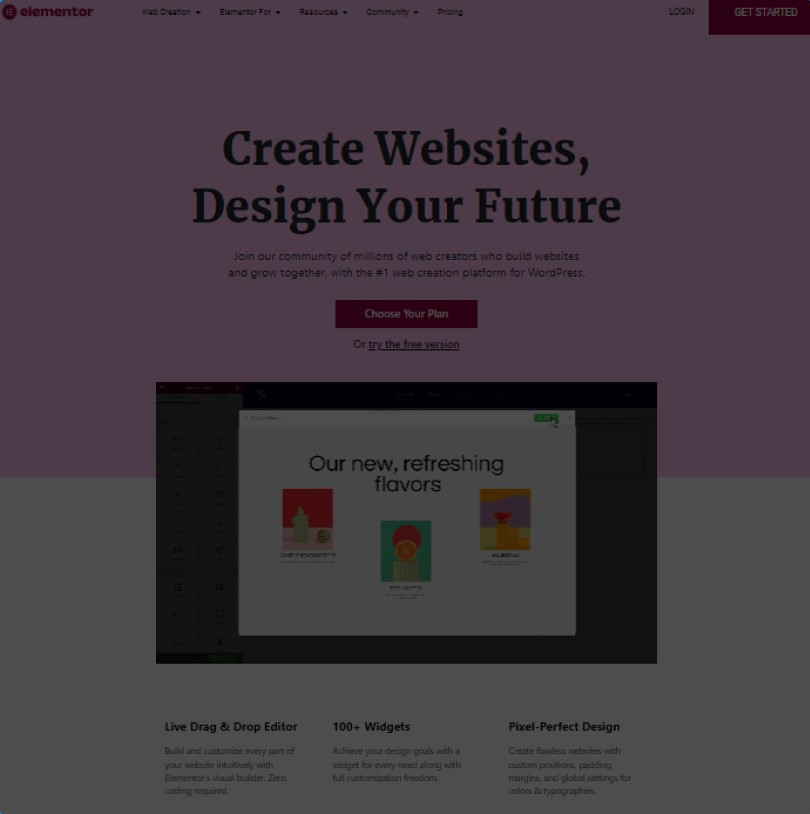 elementor
Web Creation Elementor For Resources Community Pricing
LOGIN
GET STARTED
Create Websites,
Design Your Future
Join our community of millions of web creators who build websites
and grow together, with the #1 web creation platform for WordPress.
Choose Your Plan
Or try the free version
Our new, refreshing
flavors
Live Drag & Drop Editor
Build and customize every part of
your website intuitively with
Elementor's visual builder. Zero
coding required.
100+ Widgets
Achieve your design goals with a
widget for every need along with
full customization freedom.
Pixel-Perfect Design
Create flawless websites with
custom positions, padding,
margins, and global settings for
colors & typographies.